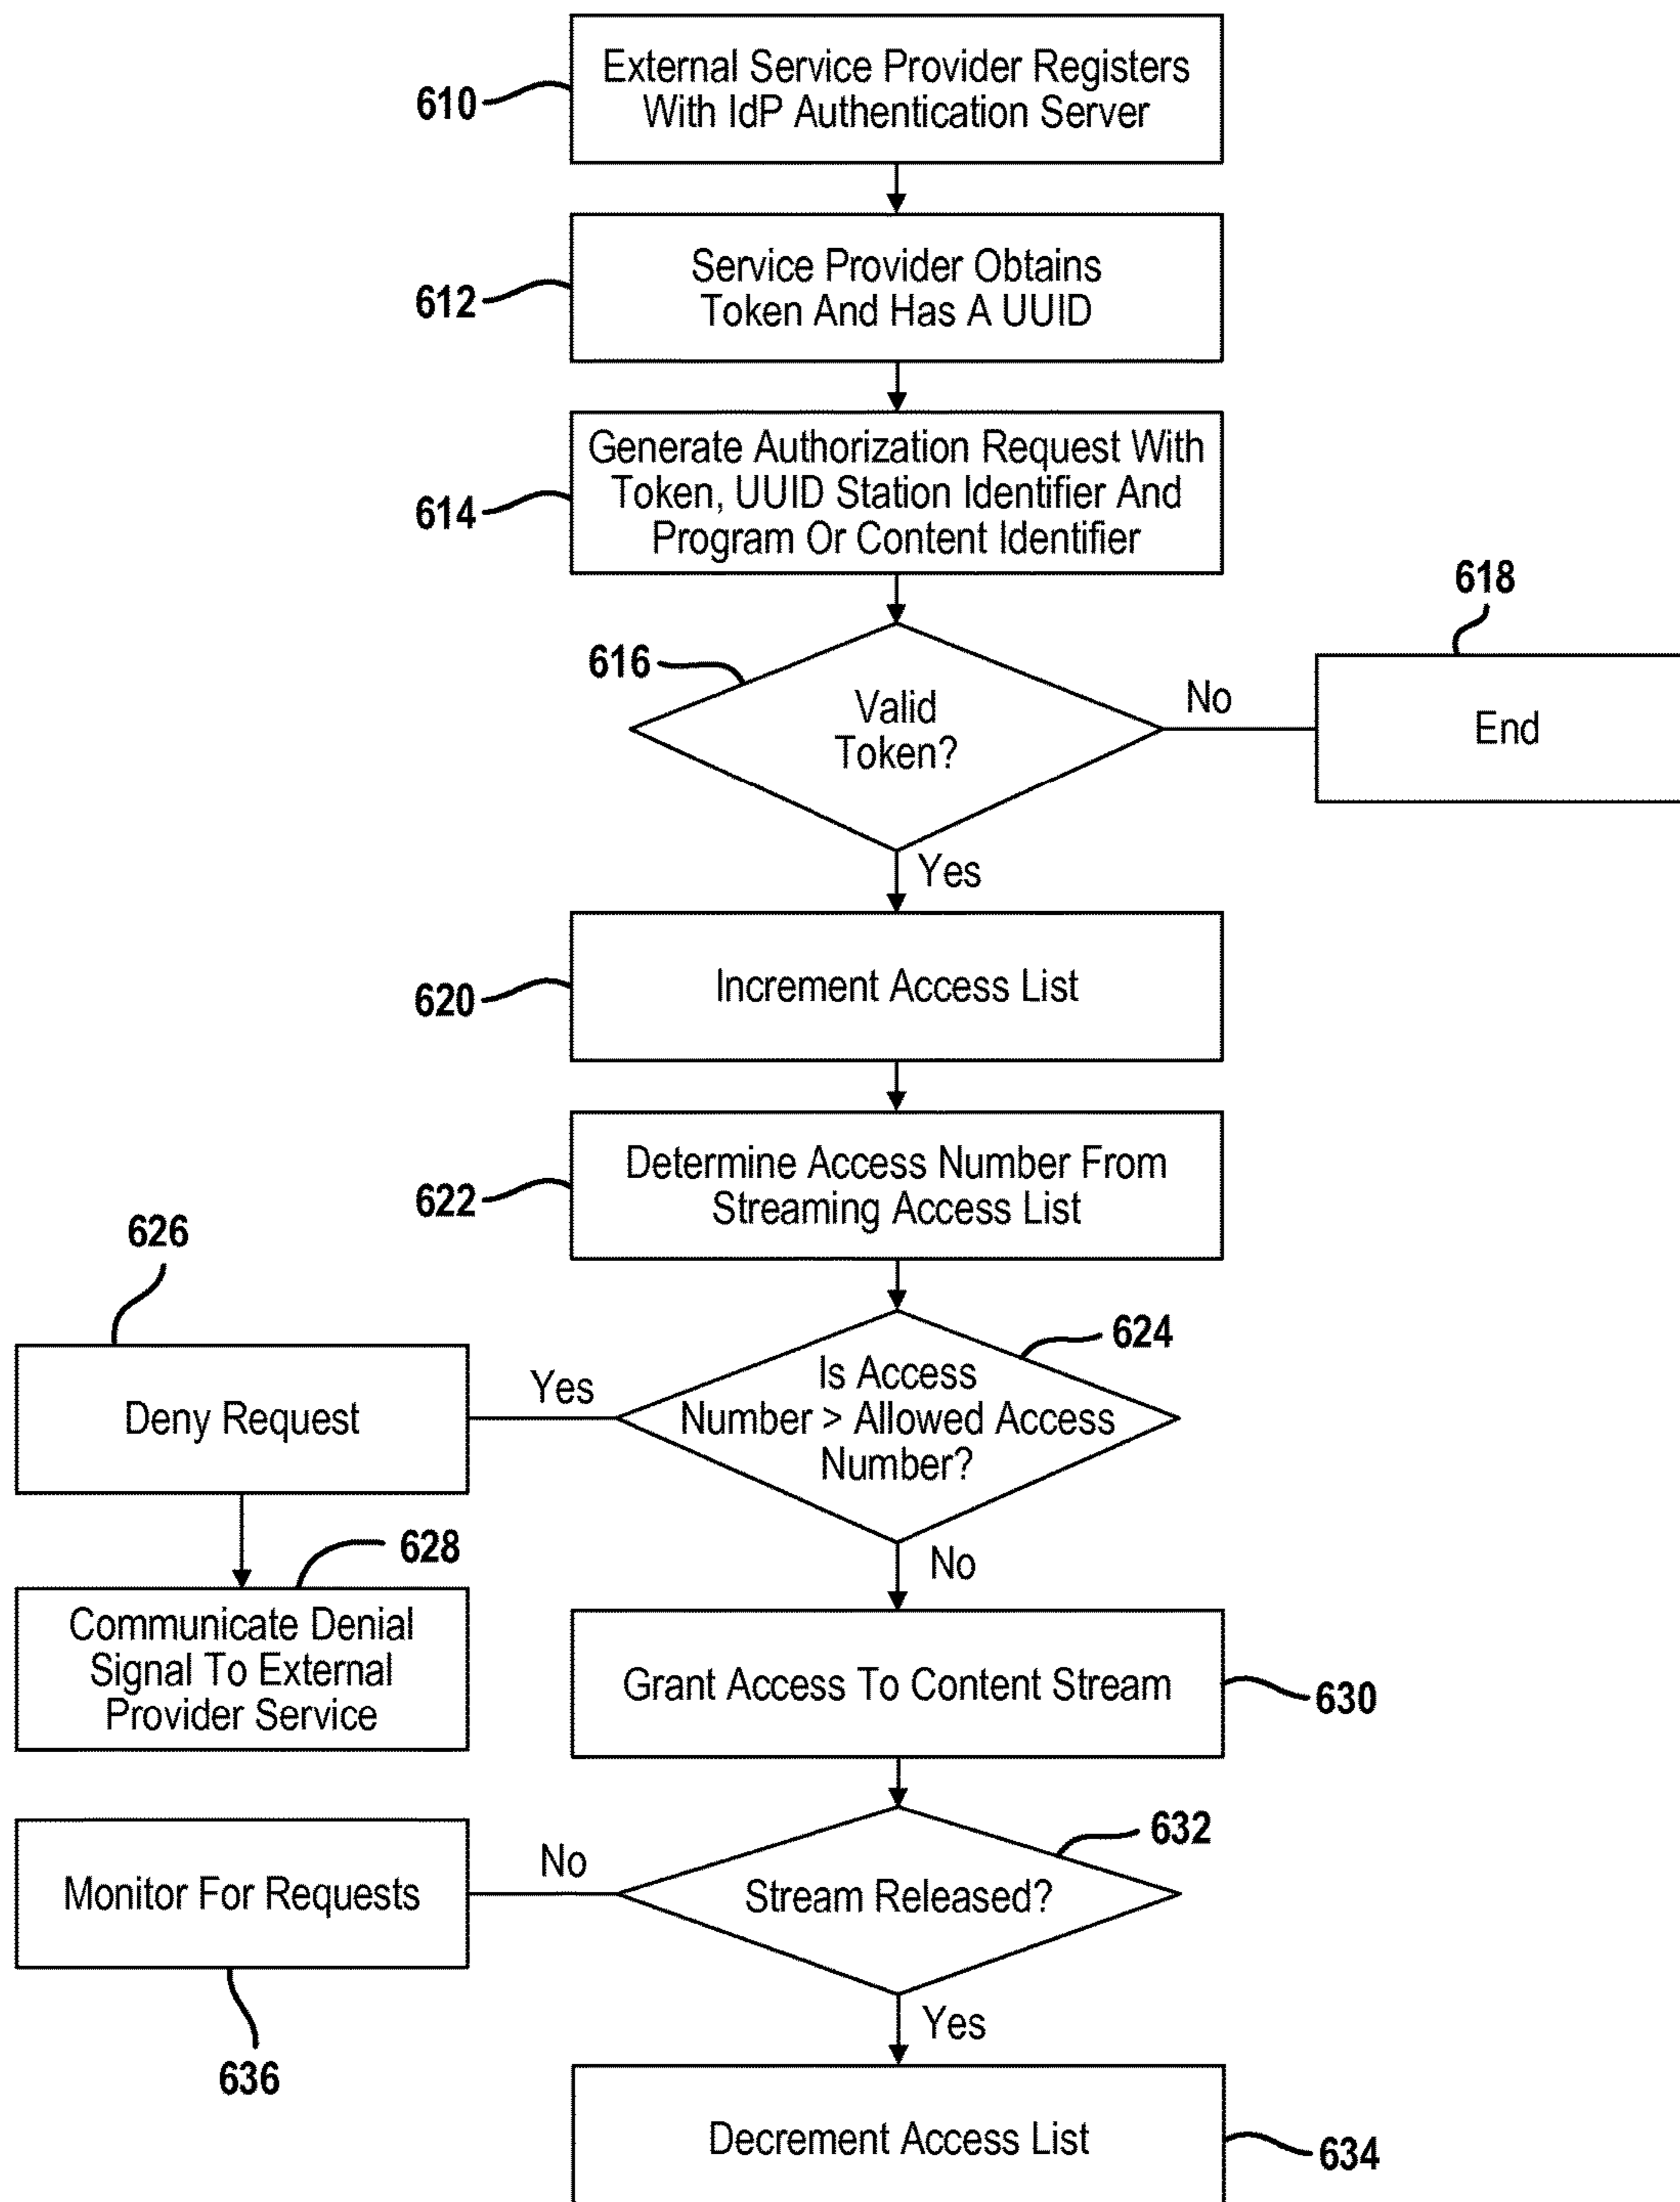 External Service Provider Registers
With IdP Authentication Server
610
Service Provider Obtains
Token And Has A UUID
612
Generate Authorization Request With
Token, UUID Station Identifier And
Program Or Content Identifier
614
618
616
Valid
Token?
No
End
Yes
Increment Access List
620
Determine Access Number From
Streaming Access List
622
626
624
Is Access
Number > Allowed Access
Number?
Yes
Deny Request
No
628
Communicate Denial
Signal To External
Provider Service
Grant Access To Content Stream
630
632
Stream Released?
No
Monitor For Requests
636
Yes
Decrement Access List
634